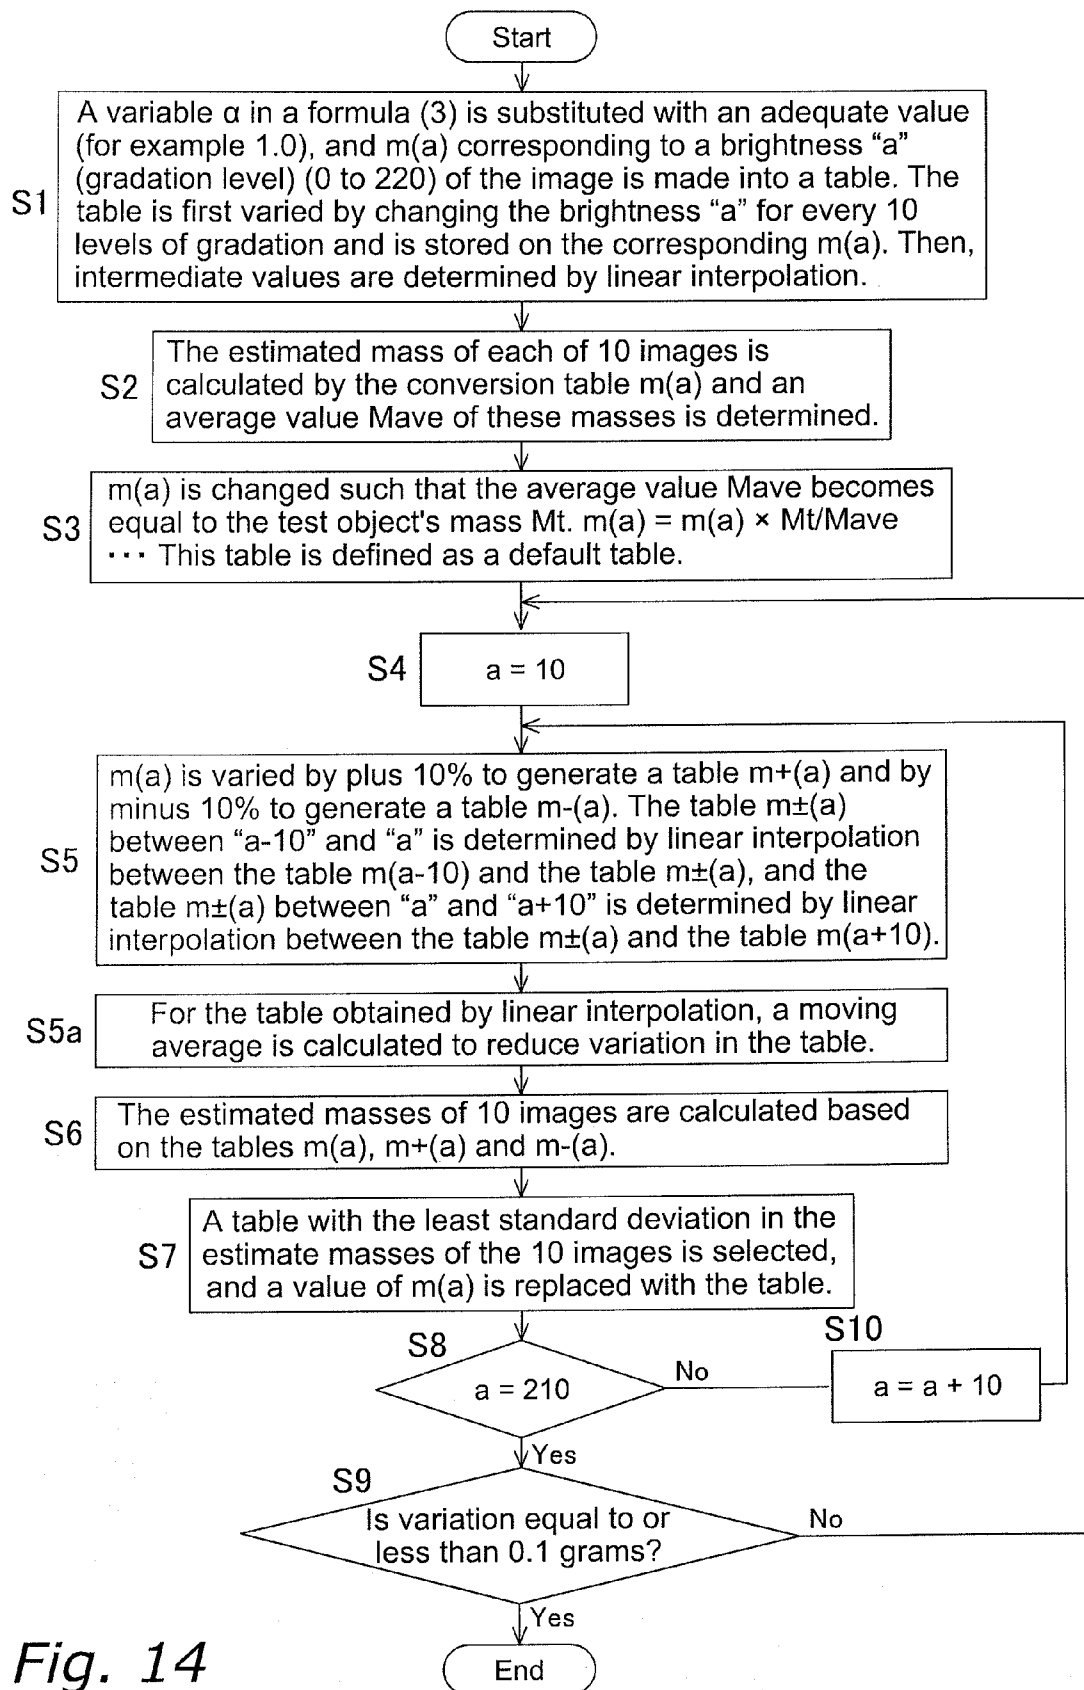 Start
A variable α in a formula (3) is substituted with an adequate value
(for example 1.0), and m(a) corresponding to a brightness “a”
(gradation level) (0 to 220) of the image is made into a table. The
S1
table is first varied by changing the brightness “a” for every 10
levels of gradation and is stored on the corresponding m(a). Then,
intermediate values are determined by linear interpolation.
The estimated mass of each of 10 images is
S2
calculated by the conversion table m(a) and an
average value Mave of these masses is determined.
m(a) is changed such that the average value Mave becomes
S3
equal to the test object's mass Mt. m(a) = m(a) × Mt/Mave
··· This table is defined as a default table.
S4
a = 10
m(a) is varied by plus 10% to generate a table m+(a) and by
minus 10% to generate a table m-(a). The table m±(a)
between “a-10” and “a” is determined by linear interpolation
S5
between the table m(a-10) and the table m±(a), and the
table m±(a) between “a” and “a+10” is determined by linear
interpolation between the table m±(a) and the table m(a+10).
For the table obtained by linear interpolation, a moving
S5a
average is calculated to reduce variation in the table.
The estimated masses of 10 images are calculated based
S6
on the tables m(a), m+(a) and m-(a).
A table with the least standard deviation in the
S7
estimate masses of the 10 images is selected,
and a value of m(a) is replaced with the table.
S8
S10
a = 210
No
a = a + 10
Yes
S9
Is variation equal to or
less than 0.1 grams?
No
Yes
End
Fig. 14